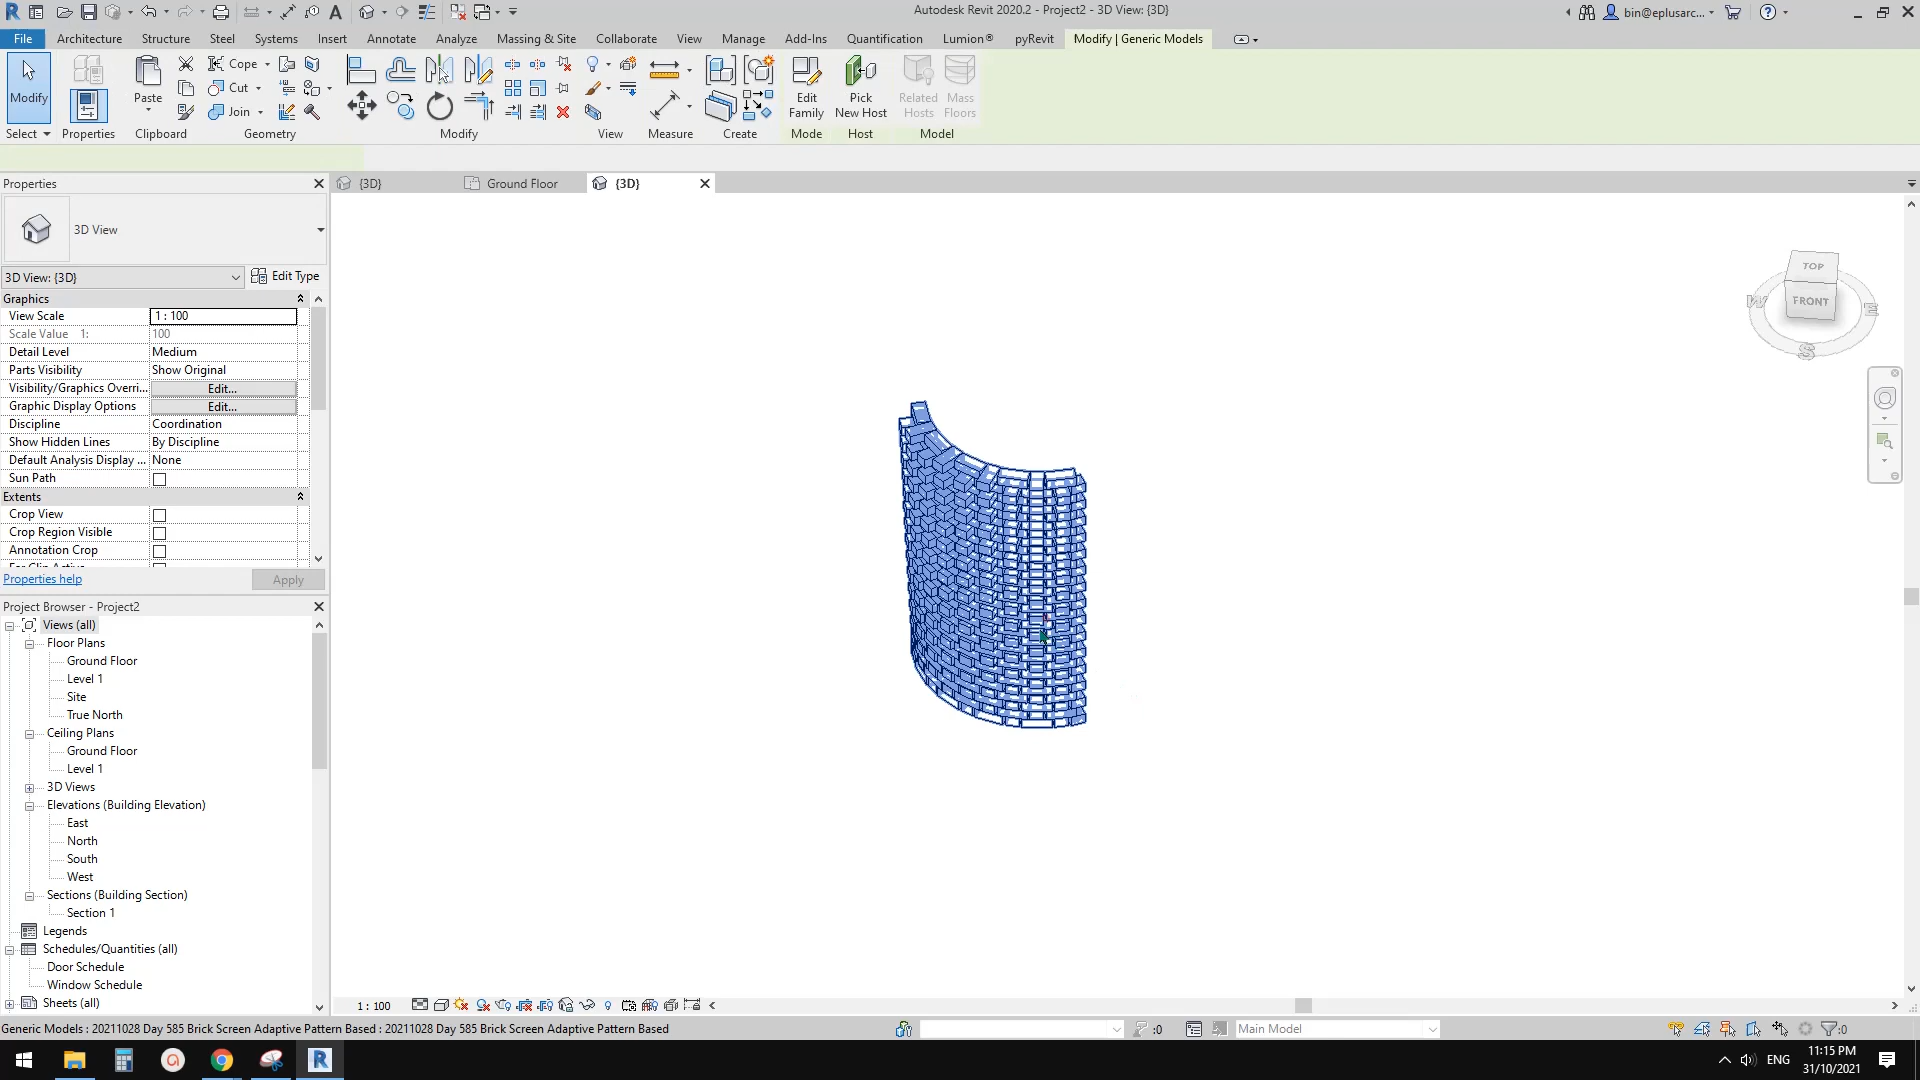 Autodesk Revit 2020.2 - Project2 - 3D View: {3D}
bin@eplusarc...
File Architecture Structure Steel Systems Insert Annotate Analyze Massing & Site Collaborate View Manage Add-Ins Quantification Lumion® pyRevit Modify | Generic Models
Modify
Paste
Cope
Cut
Join
Edit Family
Pick New Host
Related Hosts
Mass Floors
Select Properties Clipboard Geometry Modify View Measure Create Mode Host Model
Properties
{3D} Ground Floor {3D}
3D View
3D View: {3D} Edit Type
Graphics
View Scale 1 : 100
Scale Value 1: 100
Detail Level Medium
Parts Visibility Show Original
Visibility/Graphics Overri... Edit...
Graphic Display Options Edit...
Discipline Coordination
Show Hidden Lines By Discipline
Default Analysis Display ... None
Sun Path
Extents
Crop View
Crop Region Visible
Annotation Crop
Properties help Apply
Project Browser - Project2
Views (all)
Floor Plans
Ground Floor
Level 1
Site
True North
Ceiling Plans
Ground Floor
Level 1
3D Views
Elevations (Building Elevation)
East
North
South
West
Sections (Building Section)
Section 1
Legends
Schedules/Quantities (all)
Door Schedule
Window Schedule
Sheets (all)
TOP
FRONT
W
E
S
1 : 100
Generic Models : 20211028 Day 585 Brick Screen Adaptive Pattern Based : 20211028 Day 585 Brick Screen Adaptive Pattern Based
:0
Main Model
:0
ENG
11:15 PM
31/10/2021